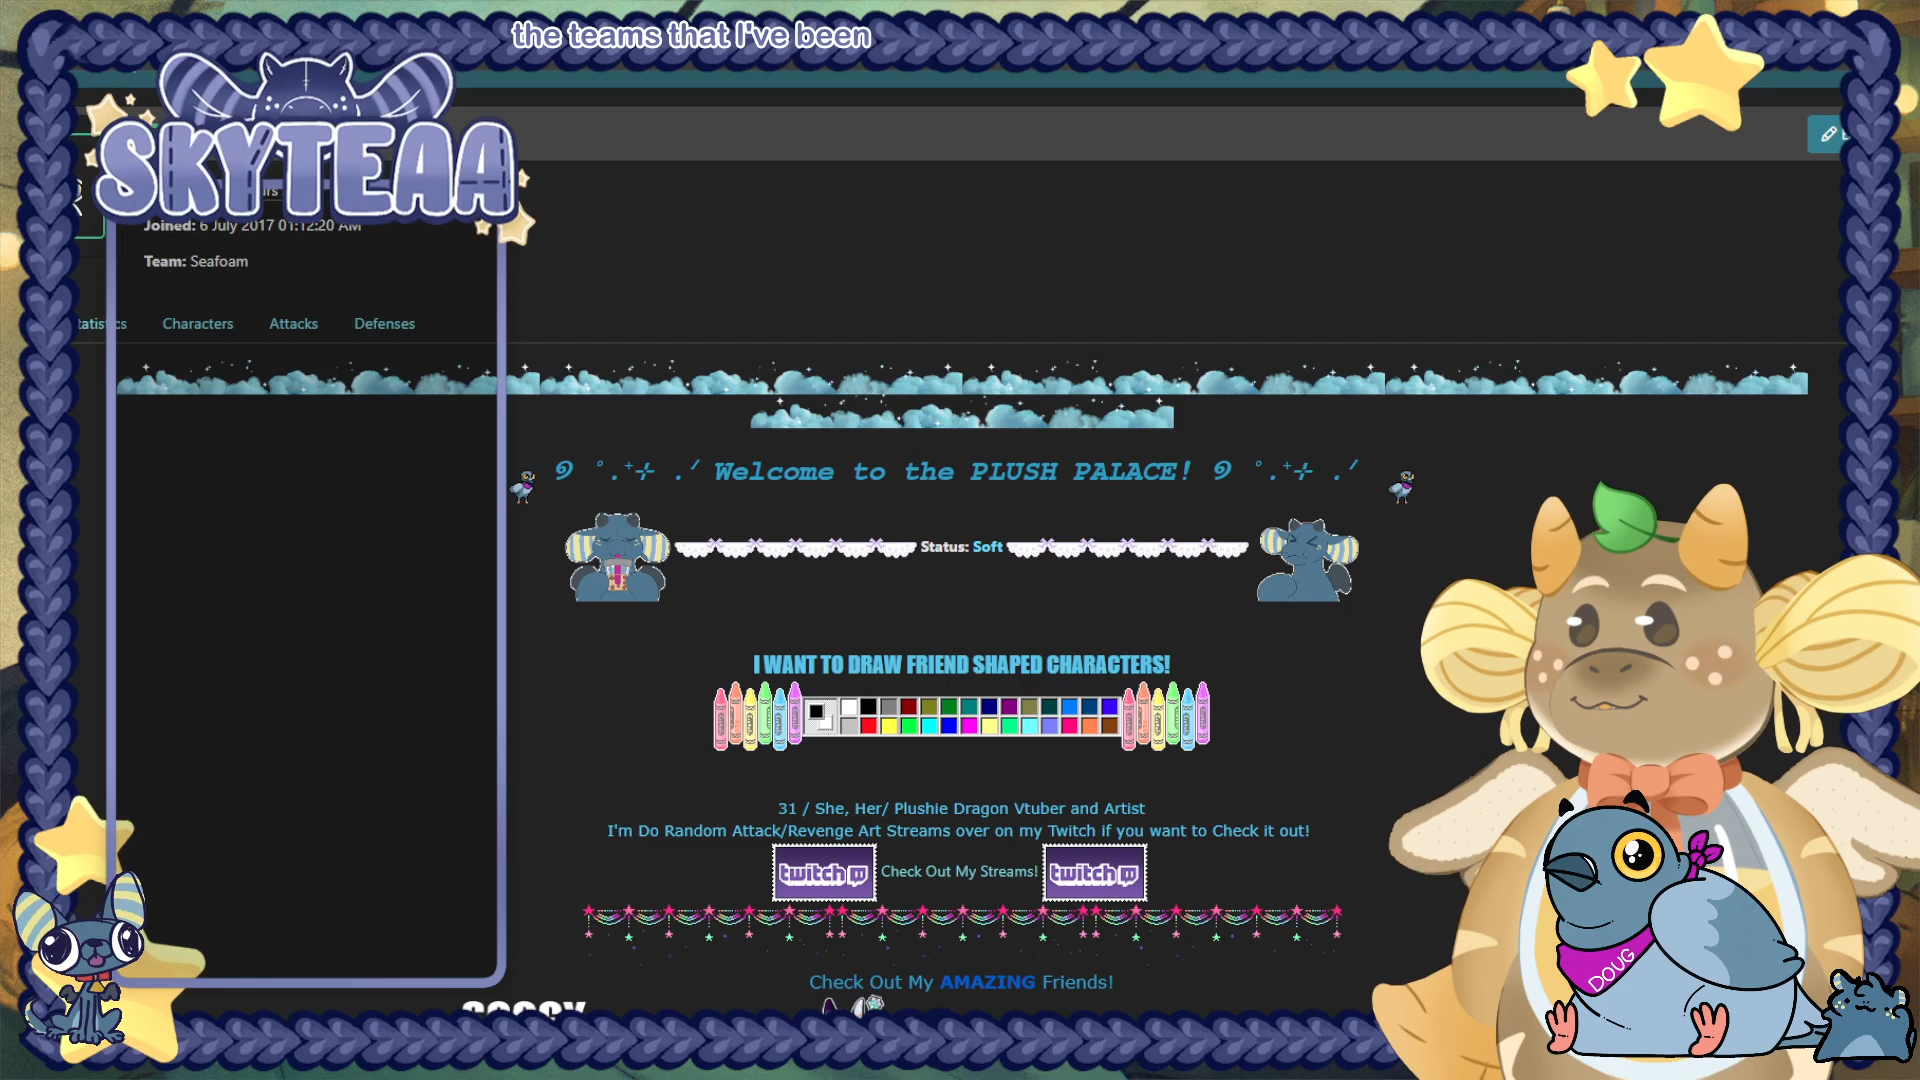 the teams that I've been
SKYTEAA
Joined: 6 July 2017 01:12:20 AM
Team: Seafoam
Characters
Attacks
Defenses
Welcome to the PLUSH PALACE!
Status: Soft
I WANT TO DRAW FRIEND SHAPED CHARACTERS!
31 / She, Her/ Plushie Dragon Vtuber and Artist
I'm Do Random Attack/Revenge Art Streams over on my Twitch if you want to Check it out!
twitch Check Out My Streams! twitch
Check Out My AMAZING Friends!
DOUG